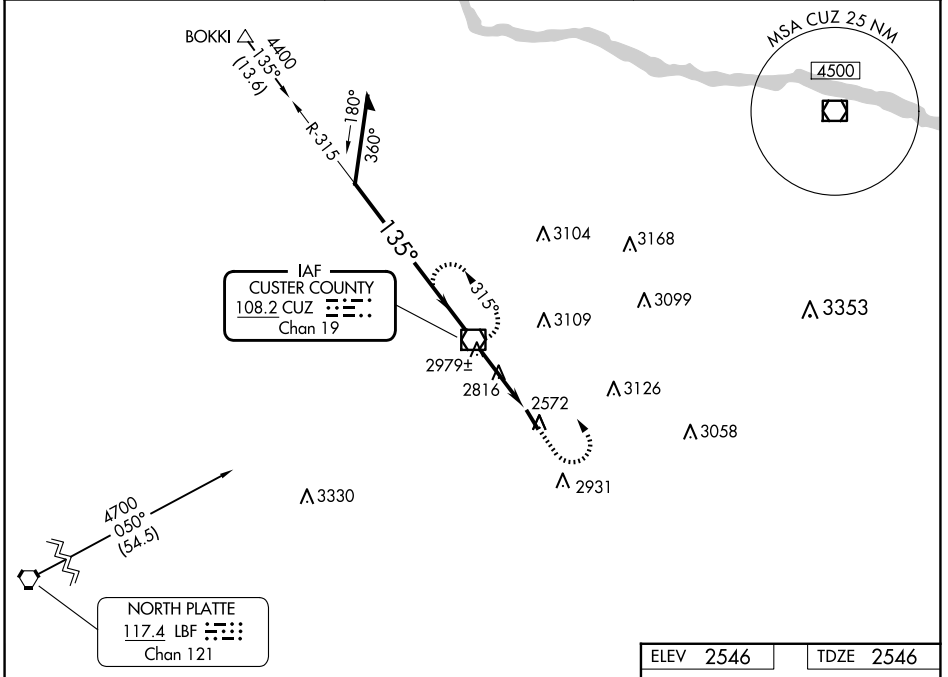 BOKKI
4400
135°
(13.6)
R-315
180°
360°
135°
MSA CUZ 25 NM
4500
3104
3168
IAF
CUSTER COUNTY
108.2 CUZ
Chan 19
315°
3109
3099
3353
2979±
2816
2572
3126
3058
2931
3330
4700
050°
(54.5)
NORTH PLATTE
117.4 LBF
Chan 121
ELEV 2546
TDZE 2546